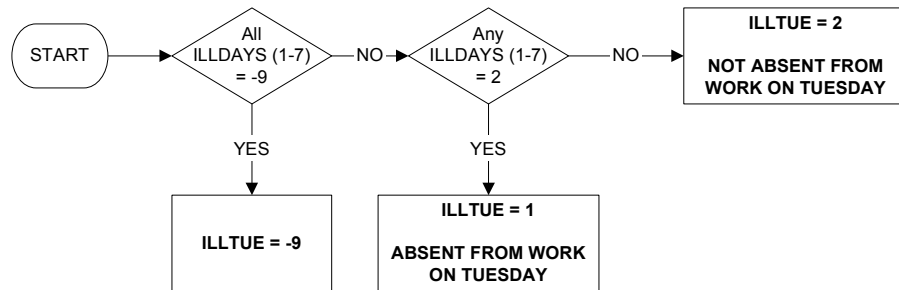 START
All
ILLDAYS (1-7)
= -9
NO
Any
ILLDAYS (1-7)
= 2
NO
ILLTUE = 2
NOT ABSENT FROM
WORK ON TUESDAY
YES
YES
ILLTUE = -9
ILLTUE = 1
ABSENT FROM WORK
ON TUESDAY